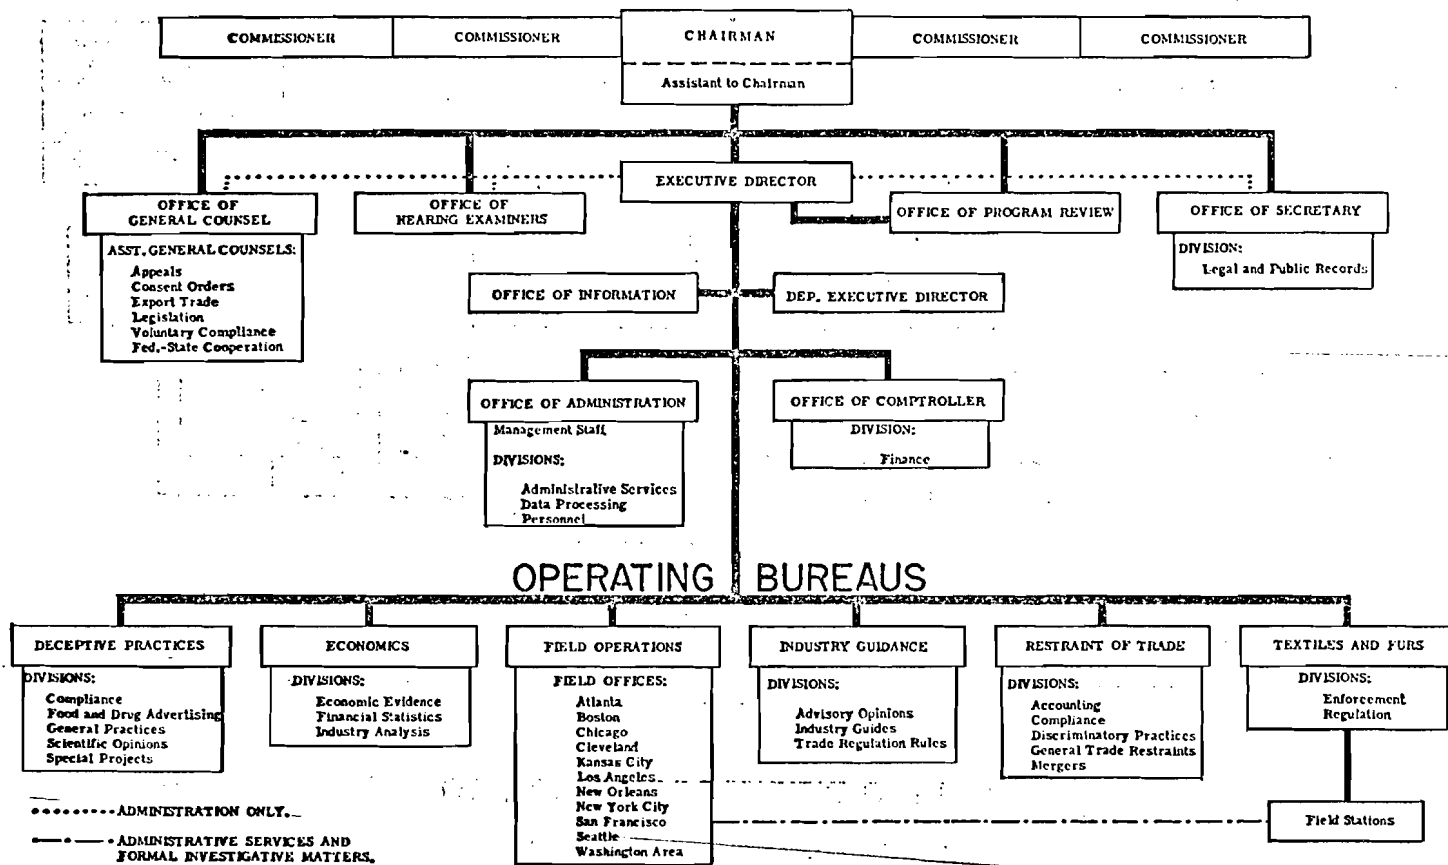 COMMISSIONER
COMMISSIONER
CHAIRMAN
COMMISSIONER
COMMISSIONER
Assistant to Chairman
EXECUTIVE DIRECTOR
OFFICE OF
GENERAL COUNSEL
ASST. GENERAL COUNSELS:
Appeals
Consent Orders
Export Trade
Legislation
Voluntary Compliance
Fed.-State Cooperation
OFFICE OF
HEARING EXAMINERS
OFFICE OF PROGRAM REVIEW
OFFICE OF SECRETARY
DIVISION:
Legal and Public Records
OFFICE OF INFORMATION
DEP. EXECUTIVE DIRECTOR
OFFICE OF ADMINISTRATION
Management Staff
DIVISIONS:
Administrative Services
Data Processing
Personnel
OFFICE OF COMPTROLLER
DIVISION:
Finance
OPERATING BUREAUS
DECEPTIVE PRACTICES
DIVISIONS:
Compliance
Food and Drug Advertising
General Practices
Scientific Opinions
Special Projects
ECONOMICS
DIVISIONS:
Economic Evidence
Financial Statistics
Industry Analysis
FIELD OPERATIONS
FIELD OFFICES:
Atlanta
Boston
Chicago
Cleveland
Kansas City
Los Angeles
New Orleans
New York City
San Francisco
Seattle
Washington Area
INDUSTRY GUIDANCE
DIVISIONS:
Advisory Opinions
Industry Guides
Trade Regulation Rules
RESTRAINT OF TRADE
DIVISIONS:
Accounting
Compliance
Discriminatory Practices
General Trade Restraints
Mergers
TEXTILES AND FURS
DIVISIONS:
Enforcement
Regulation
Field Stations
ADMINISTRATION ONLY.
ADMINISTRATIVE SERVICES AND
FORMAL INVESTIGATIVE MATTERS.